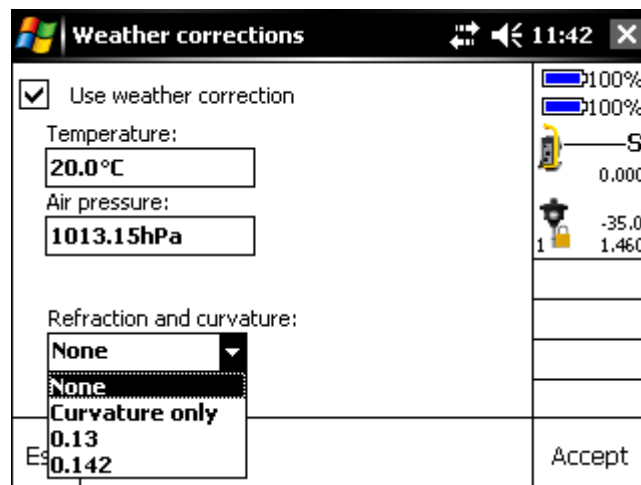 Weather corrections 11:42
Use weather correction
Temperature:
20.0°C
Air pressure:
1013.15hPa
Refraction and curvature:
None
None
Curvature only
0.13
0.142
100%
100%
S
0.000
-35.0
1.460
1
Es
Accept